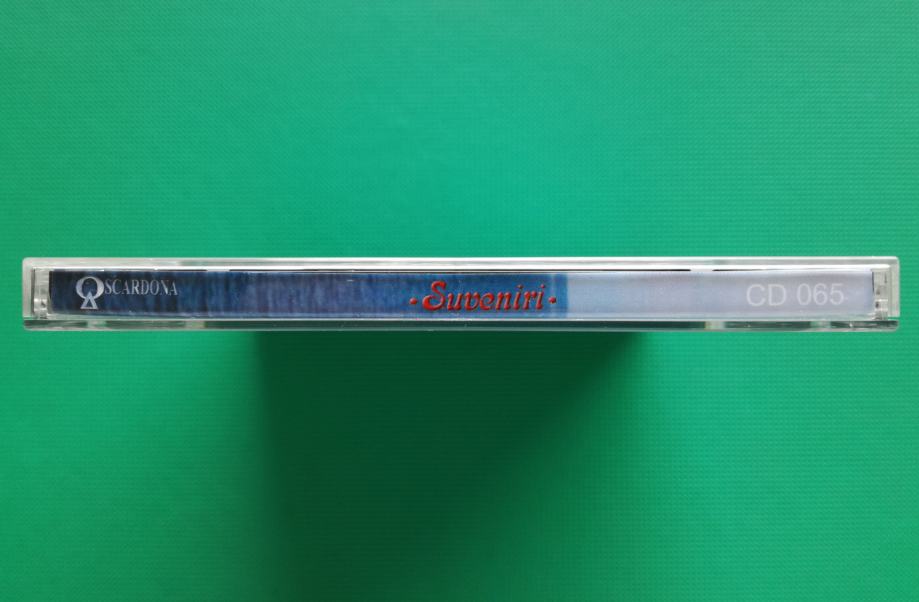 SCARDONA
·Suveniri·
CD 065